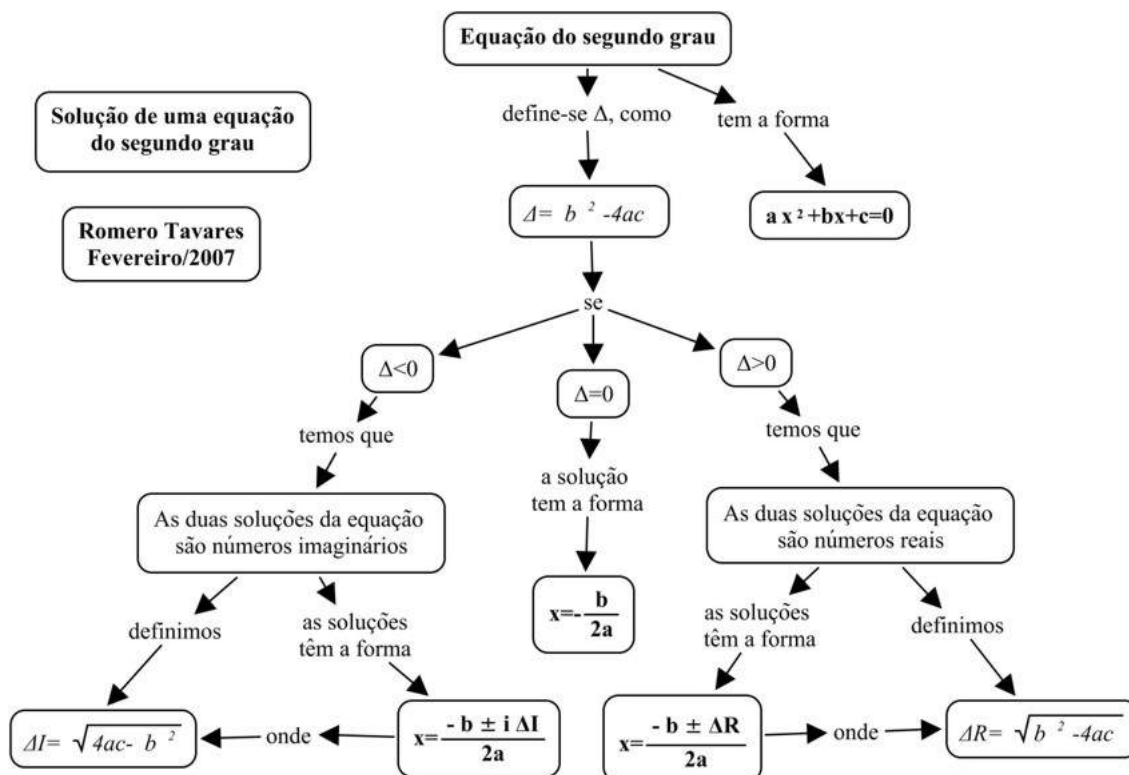 Equação do segundo grau
Solução de uma equação
do segundo grau
define-se Δ, como
tem a forma
Δ= b ² -4ac
a x ² +bx+c=0
Romero Tavares
Fevereiro/2007
se
Δ<0
Δ=0
Δ>0
temos que
a solução
tem a forma
temos que
As duas soluções da equação
são números imaginários
As duas soluções da equação
são números reais
x=-b/2a
definimos
as soluções
têm a forma
as soluções
têm a forma
definimos
ΔI= √(4ac- b ²)
onde
x=(- b ± i ΔI)/2a
x=(- b ± ΔR)/2a
onde
ΔR= √(b ² -4ac)